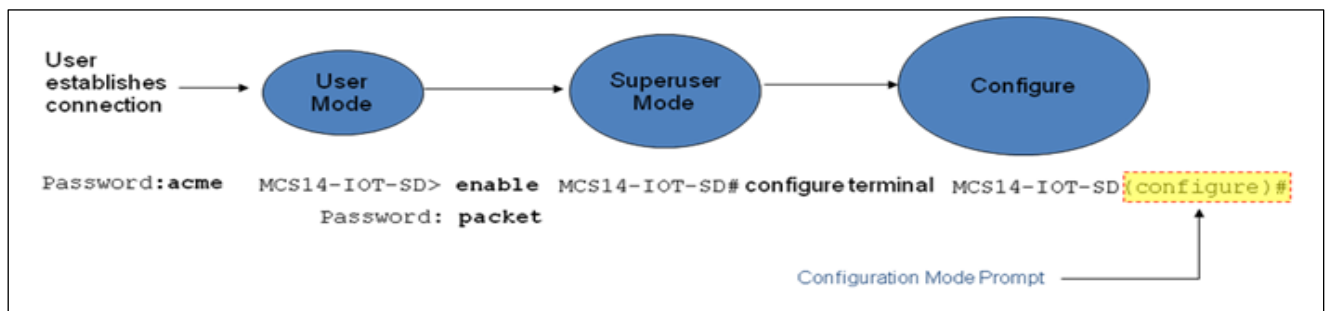 User
establishes
connection
User
Mode
Superuser
Mode
Configure
Password:acme
MCS14-IOT-SD> enable
Password: packet
MCS14-IOT-SD# configure terminal
MCS14-IOT-SD(configure)#
Configuration Mode Prompt